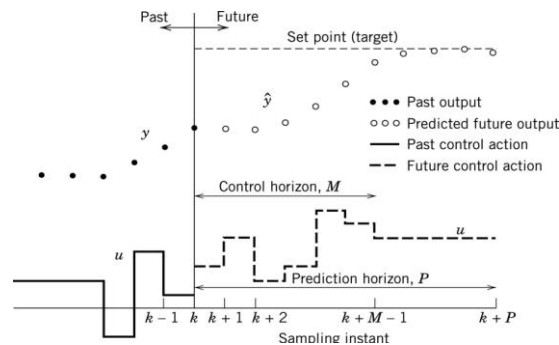 Past Future
Set point (target)
ŷ
y
Past output
Predicted future output
Past control action
Future control action
Control horizon, M
u
u
Prediction horizon, P
k − 1 k k + 1 k + 2 k + M − 1 k + P
Sampling instant